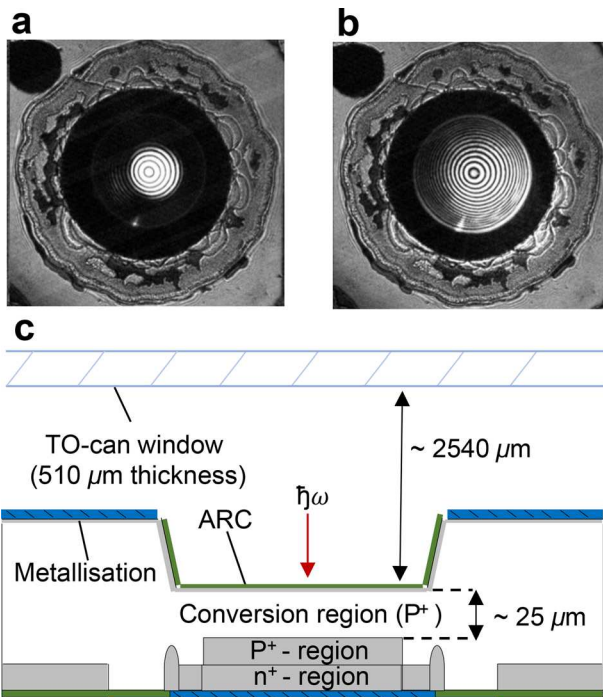 a
b
c
TO-can window
(510 µm thickness)
~ 2540 µm
ħω
ARC
Metallisation
Conversion region (P⁺)
~ 25 µm
P⁺ - region
n⁺ - region